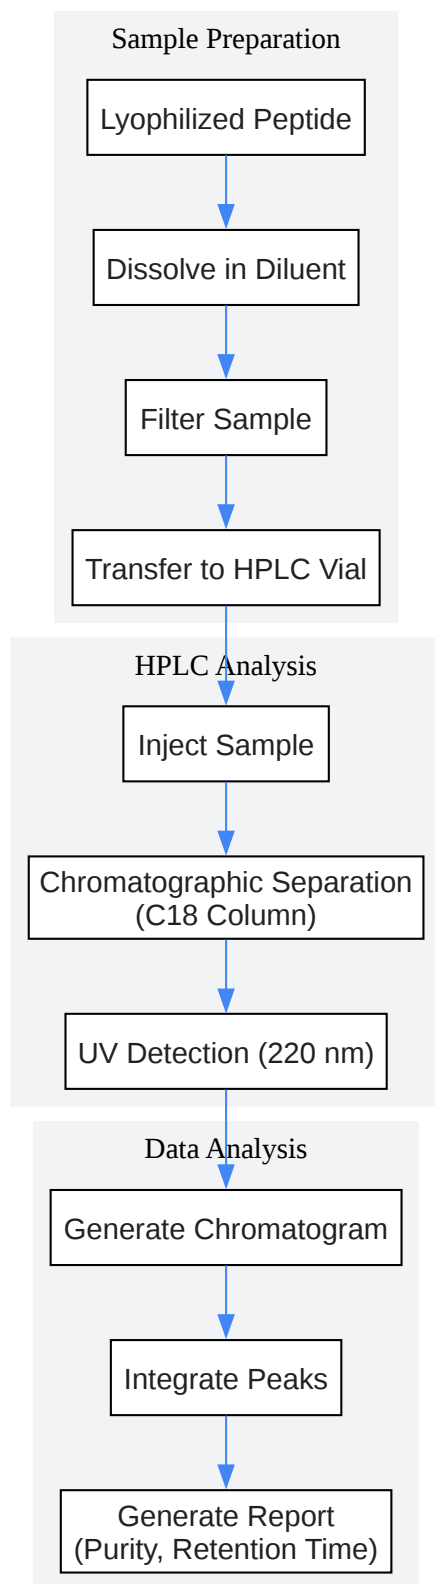 Sample Preparation
Lyophilized Peptide
Dissolve in Diluent
Filter Sample
Transfer to HPLC Vial
HPLC Analysis
Inject Sample
Chromatographic Separation
(C18 Column)
UV Detection (220 nm)
Data Analysis
Generate Chromatogram
Integrate Peaks
Generate Report
(Purity, Retention Time)